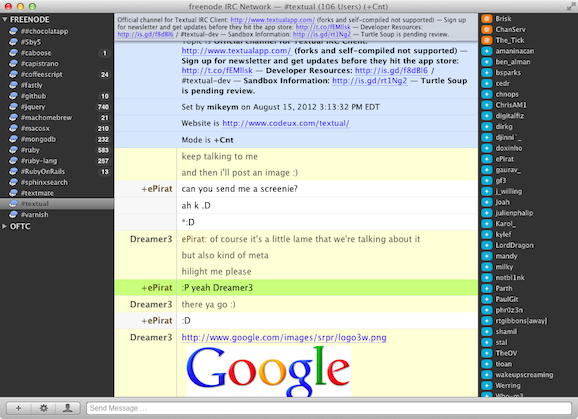 freenode IRC Network — #textual (106 Users) (+Cnt)
FREENODE
##chocolatapp
#5by5
#caboose 1
#capistrano
#coffeescript 24
#fastly
#github 10
#jquery 740
#machomebrew 21
#macosx 210
#mongodb 232
#ruby 583
#ruby-lang 257
#RubyOnRails 13
#sphinxsearch
#textmate
#textual
#varnish
OFTC
Official channel for Textual IRC Client: http://www.textualapp.com/ (forks and self-compiled not supported) — Sign up
for newsletter and get updates before they hit the app store: http://t.co/fEMllsk — Developer Resources:
http://is.gd/f8dBl6 / #textual-dev — Sandbox Information: http://is.gd/rt1Ng2 — Turtle Soup is pending review.
Topic is Official Channel for Textual IRC Client:
http://www.textualapp.com/ (forks and self-compiled not supported) —
Sign up for newsletter and get updates before they hit the app store:
http://t.co/fEMllsk — Developer Resources: http://is.gd/f8dBl6 /
#textual-dev — Sandbox Information: http://is.gd/rt1Ng2 — Turtle Soup is
pending review.
Set by mikeym on August 15, 2012 3:13:32 PM EDT
Website is http://www.codeux.com/textual/
Mode is +Cnt
keep talking to me
and then i'll post an image :)
+ePirat can you send me a screenie?
ah k .D
*:D
Dreamer3 ePirat: of course it's a little lame that we're talking about it
but also kind of meta
hilight me please
+ePirat :P yeah Dreamer3
Dreamer3 there ya go :)
+ePirat :D
Dreamer3 http://www.google.com/images/srpr/logo3w.png
Google
Send Message ...
Brisk
ChanServ
The_Tick
amaninacan
ben_alman
bsparks
cedr
chnops
ChrisAM1
digitalfiz
dirkg
djinni`_
doxinho
ePirat
gaurav_
gf3
j_willing
Joah
julienphalip
Karol_
kylef
LordDragon
mandy
milky
notbl1nk
Parth
PaulGit
phr0z3n
rtgibbons|away|
shamil
stal
TheOV
tioan
wakeupscreaming
Werring
Who-m3